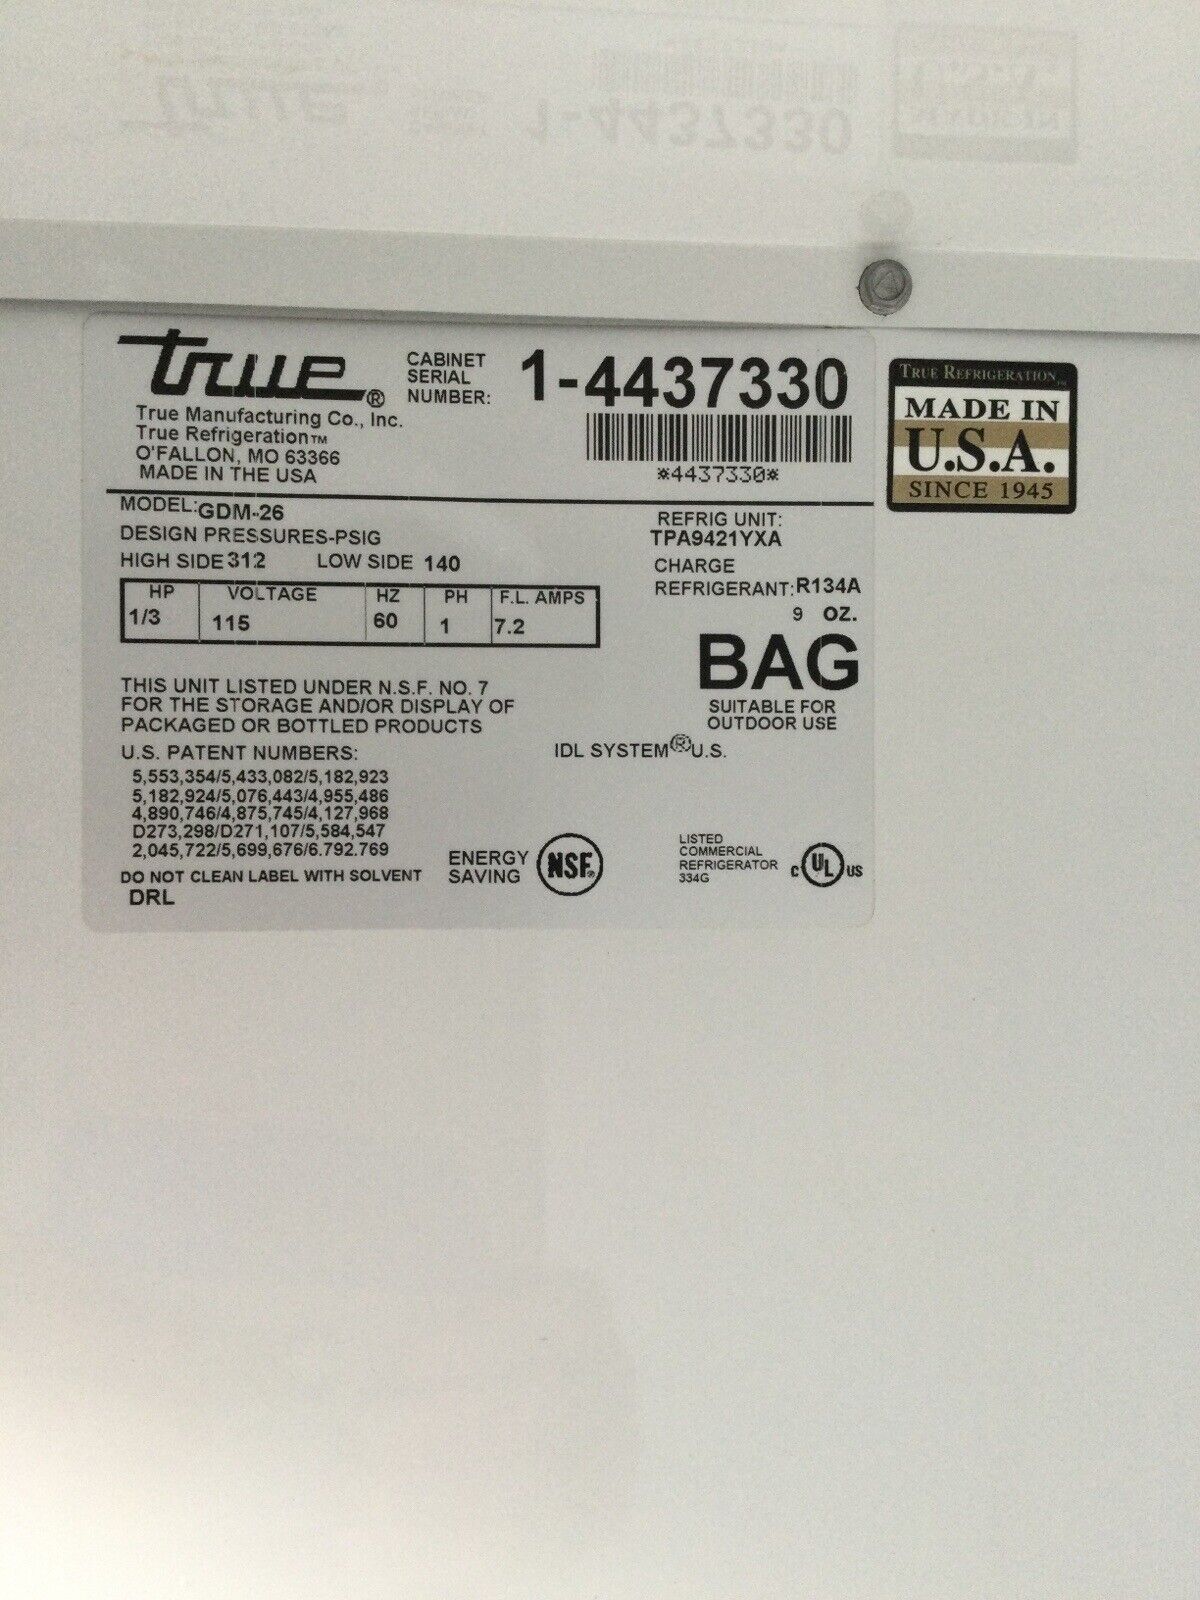 true®
True Manufacturing Co., Inc.
True Refrigeration™
O'FALLON, MO 63366
MADE IN THE USA
CABINET
SERIAL
NUMBER:
1-4437330
*4437330*
TRUE REFRIGERATION™
MADE IN
U.S.A.
SINCE 1945
MODEL: GDM-26
DESIGN PRESSURES-PSIG
HIGH SIDE 312 LOW SIDE 140
HP VOLTAGE HZ PH F.L. AMPS
1/3 115 60 1 7.2
REFRIG UNIT:
TPA9421YXA
CHARGE
REFRIGERANT: R134A
9 OZ.
BAG
SUITABLE FOR
OUTDOOR USE
THIS UNIT LISTED UNDER N.S.F. NO. 7
FOR THE STORAGE AND/OR DISPLAY OF
PACKAGED OR BOTTLED PRODUCTS
U.S. PATENT NUMBERS:
IDL SYSTEM® U.S.
5,553,354/5,433,082/5,182,923
5,182,924/5,076,443/4,955,486
4,890,746/4,875,745/4,127,968
D273,298/D271,107/5,584,547
2,045,722/5,699,676/6.792.769
DO NOT CLEAN LABEL WITH SOLVENT
DRL
ENERGY
SAVING
NSF®
LISTED
COMMERCIAL
REFRIGERATOR
334G
C UL US